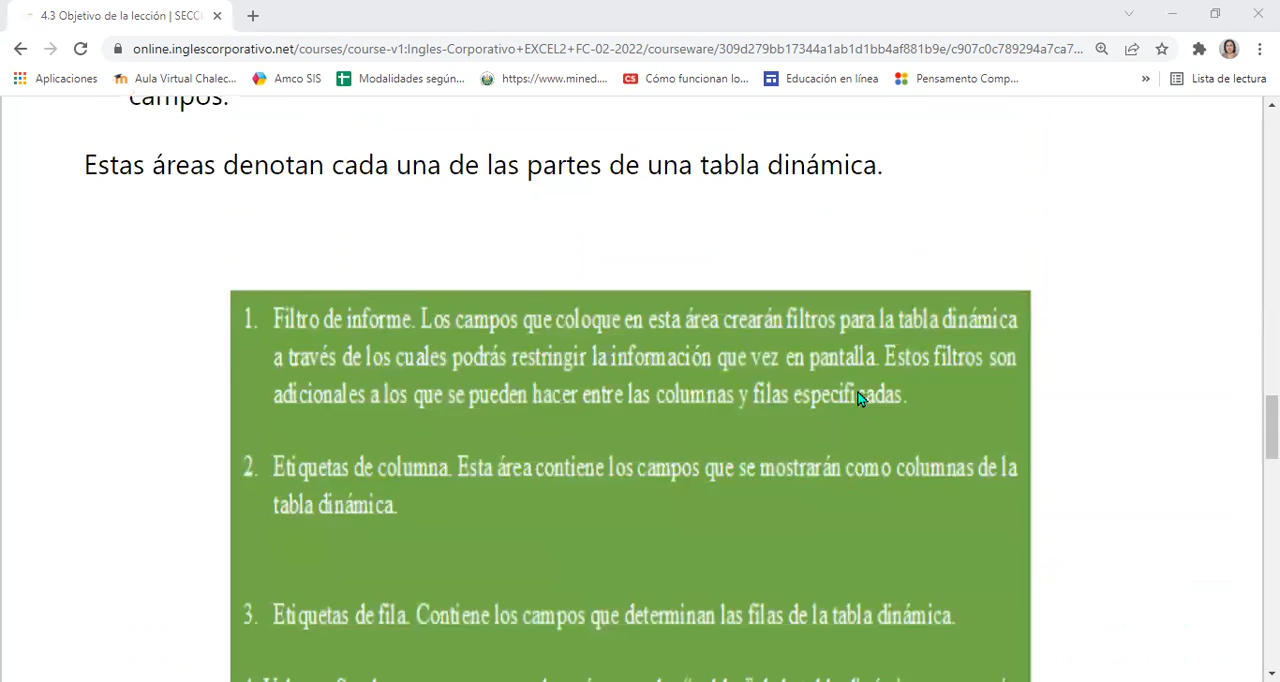 4.3 Objetivo de la lección | SECCI
online.inglescorporativo.net/courses/course-v1:Ingles-Corporativo+EXCEL2+FC-02-2022/courseware/309d279bb17344a1ab1d1bb4af881b9e/c907c0c789294a7ca7...
Aplicaciones Aula Virtual Chalec... Amco SIS Modalidades según... https://www.mined.... CS Cómo funcionan lo... Educación en línea Pensamento Comp... » Lista de lectura
campos.
Estas áreas denotan cada una de las partes de una tabla dinámica.
1. Filtro de informe. Los campos que coloque en esta área crearán filtros para la tabla dinámica
a través de los cuales podrás restringir la información que vez en pantalla. Estos filtros son
adicionales a los que se pueden hacer entre las columnas y filas especificadas.
2. Etiquetas de columna. Esta área contiene los campos que se mostrarán como columnas de la
tabla dinámica.
3. Etiquetas de fila. Contiene los campos que determinan las filas de la tabla dinámica.